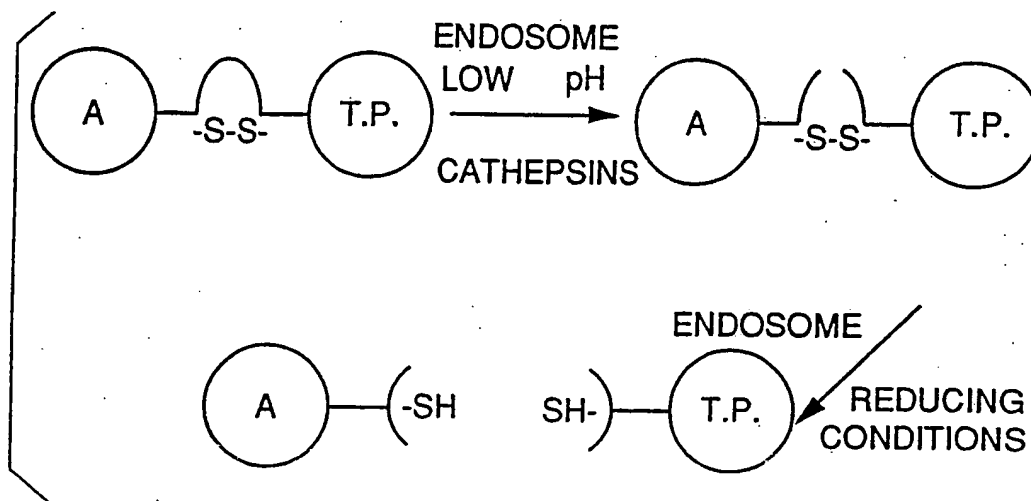 ENDOSOME
LOW pH
A
-S-S-
T.P.
CATHEPSINS
A
-S-S-
T.P.
ENDOSOME
A
-SH
SH-
T.P.
REDUCING
CONDITIONS